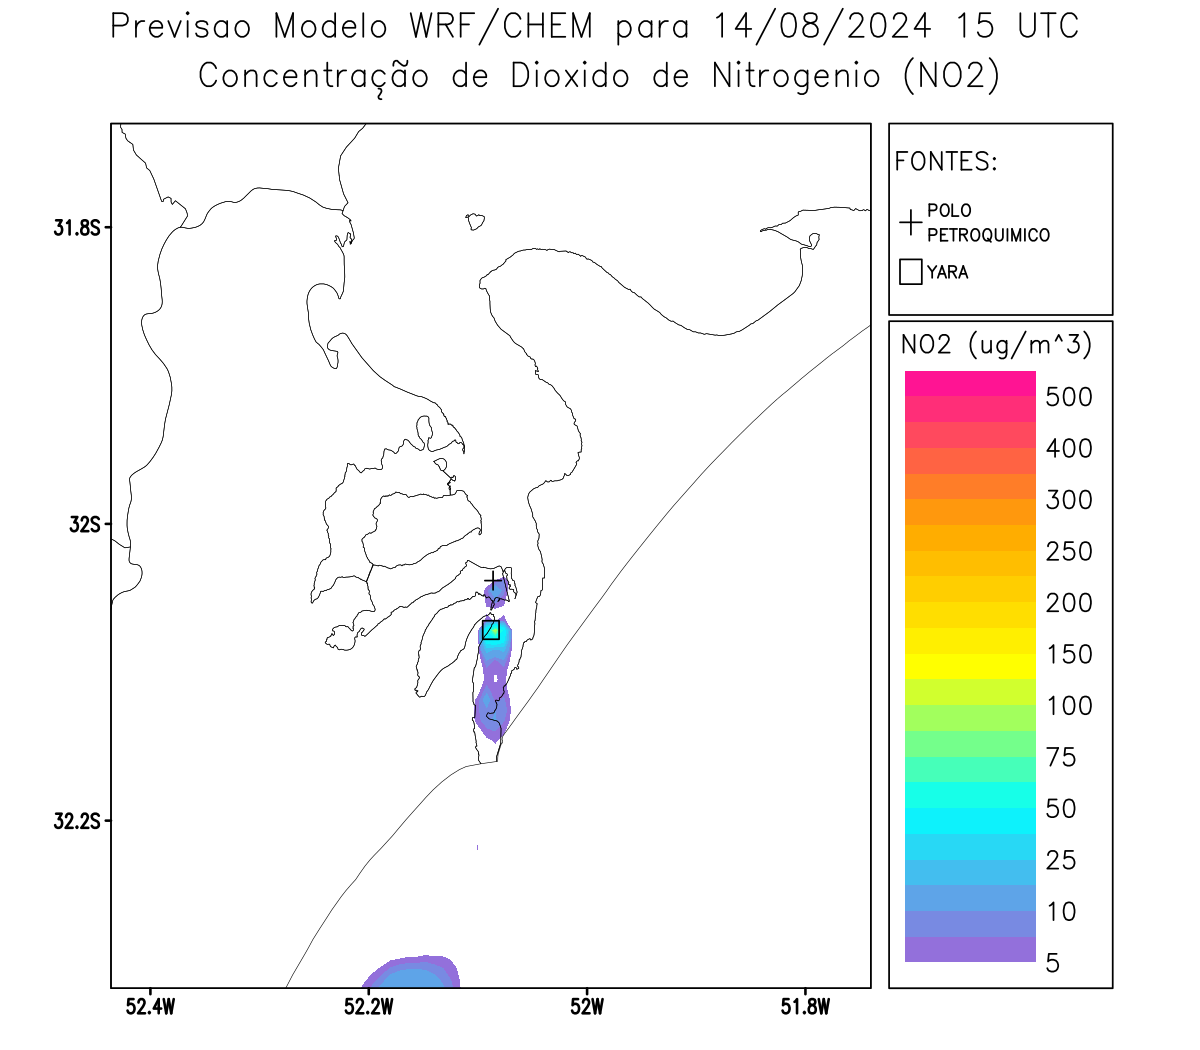 Previsao Modelo WRF/CHEM para 14/08/2024 15 UTC
Concentração de Dioxido de Nitrogenio (NO2)
FONTES:
POLO
PETROQUIMICO
YARA
NO2 (ug/m^3)
500
400
300
250
200
150
100
75
50
25
10
5
31.8S
32S
32.2S
52.4W
52.2W
52W
51.8W